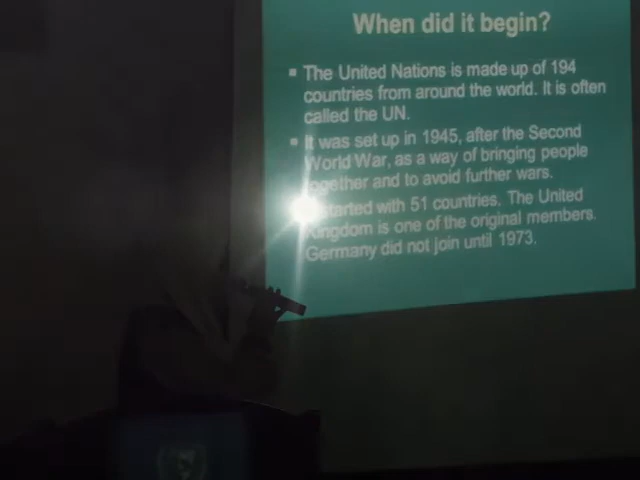 When did it begin?
The United Nations is made up of 194
countries from around the world. It is often
called the UN.
It was set up in 1945, after the Second
World War, as a way of bringing people
together and to avoid further wars.
started with 51 countries. The United
Kingdom is one of the original members.
Germany did not join until 1973.